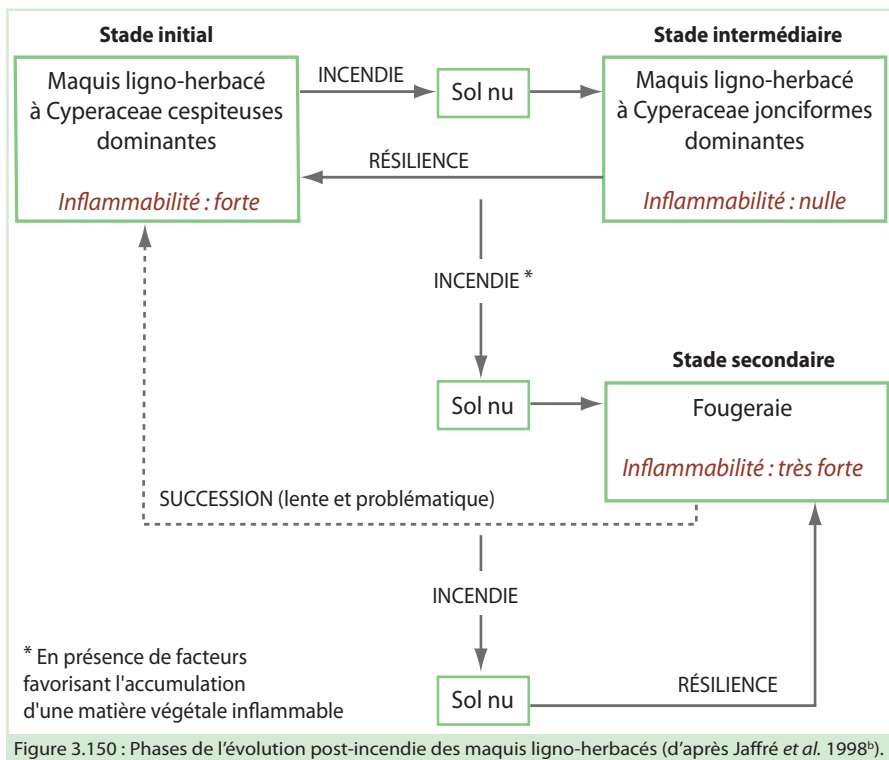 Stade initial
Maquis ligno-herbacé
à Cyperaceae cespiteuses
dominantes
Inflammabilité : forte
INCENDIE
Sol nu
Stade intermédiaire
Maquis ligno-herbacé
à Cyperaceae jonciformes
dominantes
Inflammabilité : nulle
RÉSILIENCE
INCENDIE *
Sol nu
Stade secondaire
Fougeraie
Inflammabilité : très forte
SUCCESSION (lente et problématique)
INCENDIE
Sol nu
RÉSILIENCE
* En présence de facteurs
favorisant l'accumulation
d'une matière végétale inflammable
Figure 3.150 : Phases de l’évolution post-incendie des maquis ligno-herbacés (d’après Jaffré et al. 1998ᵇ).